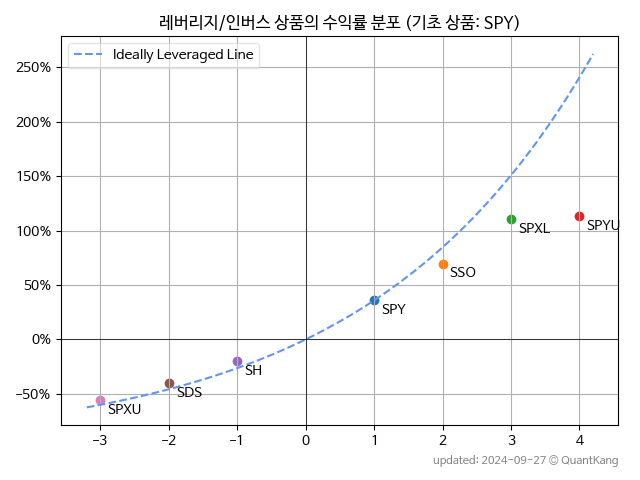 레버리지/인버스 상품의 수익률 분포 (기초 상품: SPY)
Ideally Leveraged Line
250%
200%
150%
100%
50%
0%
−50%
SPXU
SDS
SH
SPY
SSO
SPXL
SPYU
−3 −2 −1 0 1 2 3 4
updated: 2024-09-27 © QuantKang